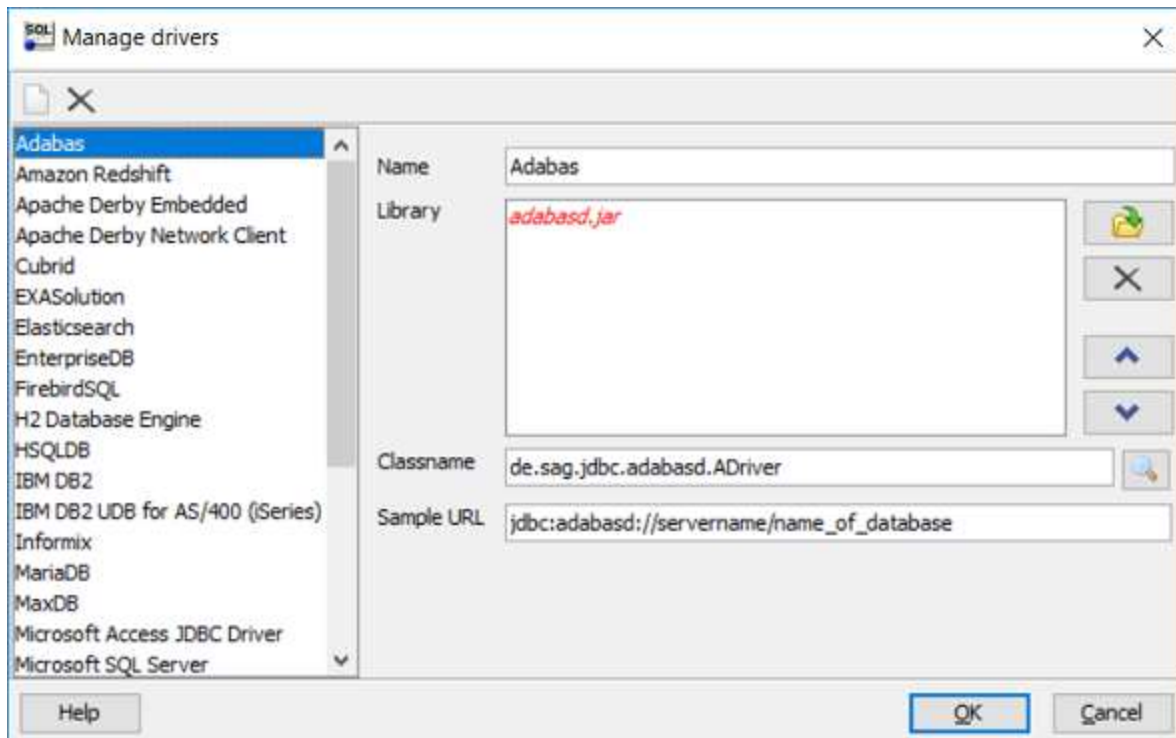 SQL
Manage drivers
Adabas
Amazon Redshift
Apache Derby Embedded
Apache Derby Network Client
Cubrid
EXASolution
Elasticsearch
EnterpriseDB
FirebirdSQL
H2 Database Engine
HSQLDB
IBM DB2
IBM DB2 UDB for AS/400 (iSeries)
Informix
MariaDB
MaxDB
Microsoft Access JDBC Driver
Microsoft SQL Server
Name Adabas
Library adabasd.jar
Classname de.sag.jdbc.adabasd.ADriver
Sample URL jdbc:adabasd://servername/name_of_database
Help OK Cancel